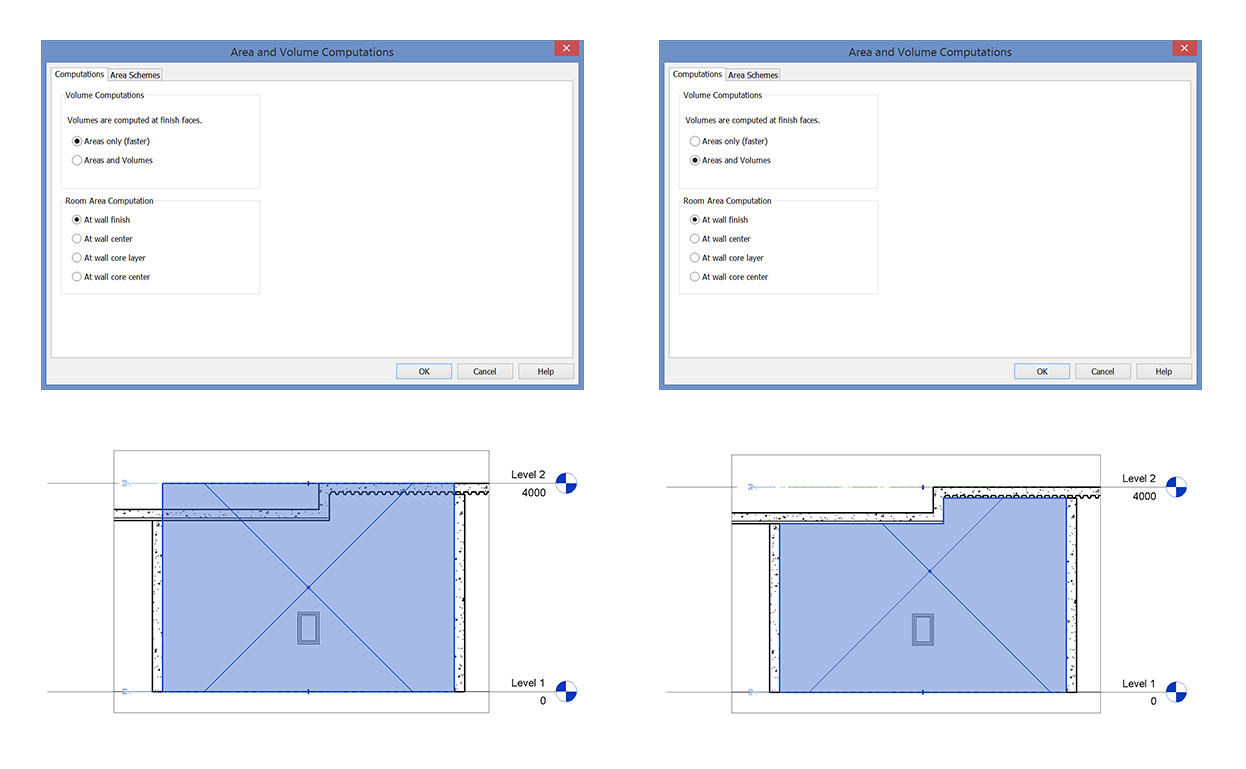 Area and Volume Computations
Computations Area Schemes
Volume Computations
Volumes are computed at finish faces.
Areas only (faster)
Areas and Volumes
Room Area Computation
At wall finish
At wall center
At wall core layer
At wall core center
OK Cancel Help
Area and Volume Computations
Computations Area Schemes
Volume Computations
Volumes are computed at finish faces.
Areas only (faster)
Areas and Volumes
Room Area Computation
At wall finish
At wall center
At wall core layer
At wall core center
OK Cancel Help
Level 2
4000
Level 1
0
Level 2
4000
Level 1
0